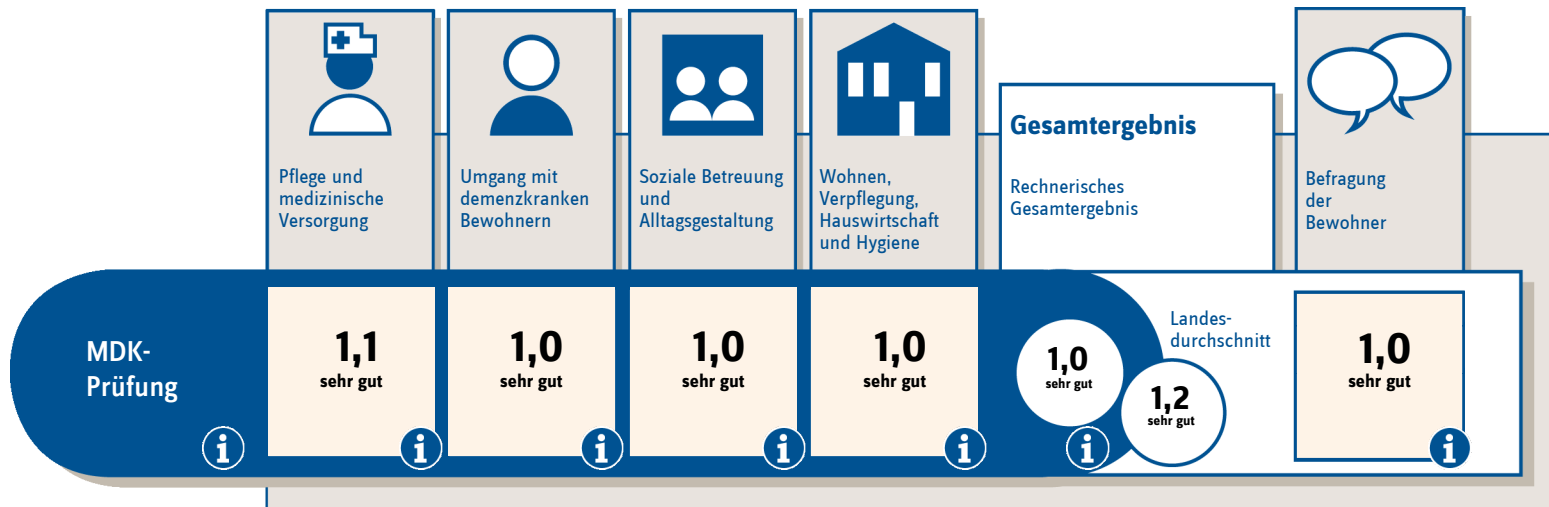 Pflege und
medizinische
Versorgung
Umgang mit
demenzkranken
Bewohnern
Soziale Betreuung
und
Alltagsgestaltung
Wohnen,
Verpflegung,
Hauswirtschaft
und Hygiene
Gesamtergebnis
Rechnerisches
Gesamtergebnis
Befragung
der
Bewohner
MDK-
Prüfung
i
1,1
sehr gut
i
1,0
sehr gut
i
1,0
sehr gut
i
1,0
sehr gut
i
1,0
sehr gut
i
Landes-
durchschnitt
1,2
sehr gut
1,0
sehr gut
i